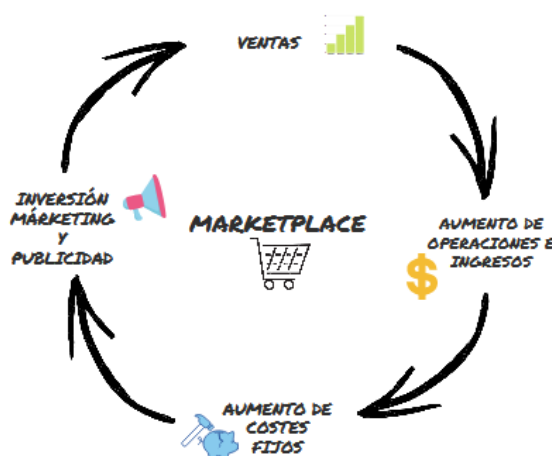 VENTAS
AUMENTO DE
OPERACIONES E
INGRESOS
AUMENTO DE
COSTES
FIJOS
INVERSIÓN
MÁRKETING
Y
PUBLICIDAD
MARKETPLACE
$